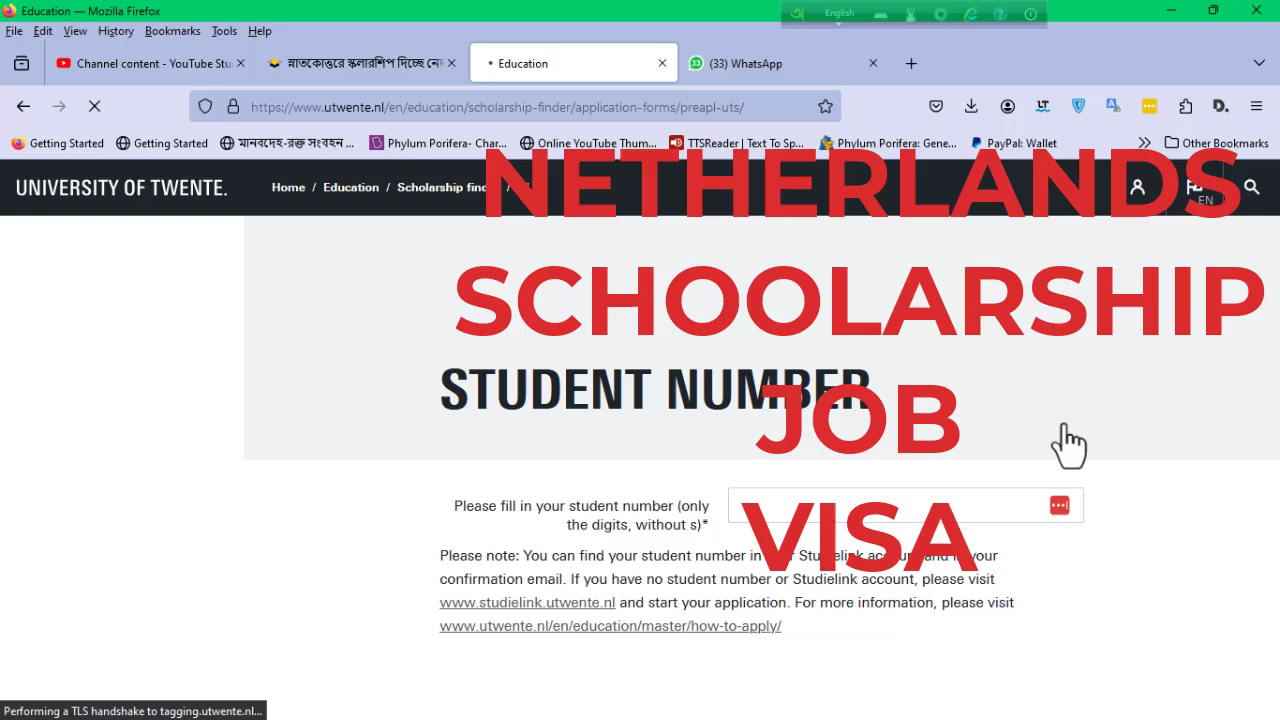 Education — Mozilla Firefox
অ English
File Edit View History Bookmarks Tools Help
Channel content - YouTube Stu
স্নাতকোত্তরে স্কলারশিপ দিচ্ছে নেদ
Education
(33) WhatsApp
https://www.utwente.nl/en/education/scholarship-finder/application-forms/preapl-uts/
Getting Started Getting Started মানবদেহ-রক্ত সংবহন ... Phylum Porifera- Char... Online YouTube Thum... TTSReader | Text To Sp... Phylum Porifera: Gene... PayPal: Wallet Other Bookmarks
UNIVERSITY OF TWENTE. Home / Education / Scholarship
EN
NETHERLANDS
SCHOOLARSHIP
STUDENT NUMBER
JOB
VISA
Please fill in your student number (only
the digits, without s)*
Please note: You can find your student number in your Studielink account and in your
confirmation email. If you have no student number or Studielink account, please visit
www.studielink.utwente.nl and start your application. For more information, please visit
www.utwente.nl/en/education/master/how-to-apply/
Performing a TLS handshake to tagging.utwente.nl...